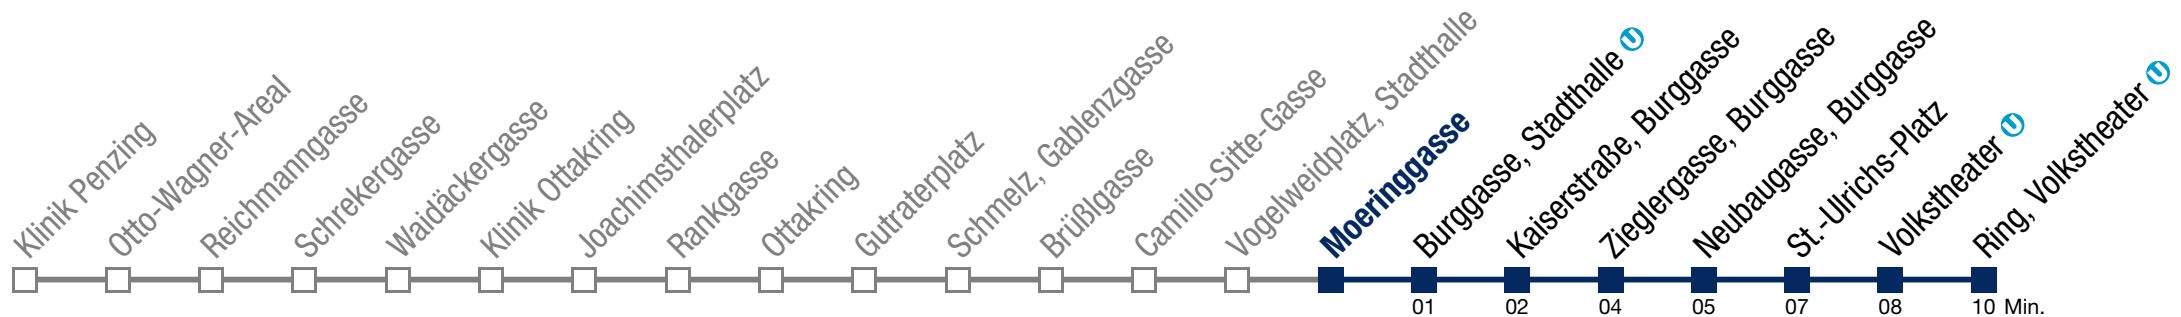 Klinik Penzing
Otto-Wagner-Areal
Reichmanngasse
Schrekergasse
Waidäckergasse
Klinik Ottakring
Joachimsthalerplatz
Rankgasse
Ottakring
Gutraterplatz
Schmelz, Gablenzgasse
Brüßlgasse
Camillo-Sitte-Gasse
Vogelweidplatz, Stadthalle
Moeringgasse
Burggasse, Stadthalle U
Kaiserstraße, Burggasse
Zieglergasse, Burggasse
Neubaugasse, Burggasse
St.-Ulrichs-Platz
Volkstheater U
Ring, Volkstheater U
01 02 04 05 07 08 10 Min.